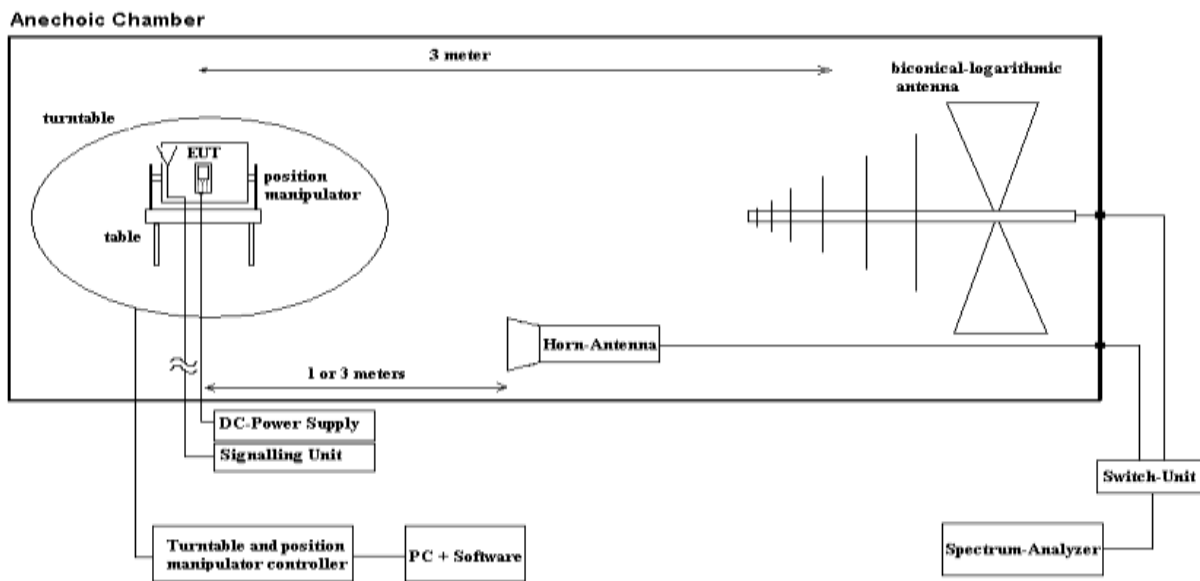 Anechoic Chamber
3 meter
biconical-logarithmic
antenna
turntable
EUT
position
manipulator
table
Horn-Antenna
1 or 3 meters
DC-Power Supply
Signalling Unit
Switch-Unit
Turntable and position
manipulator controller
PC + Software
Spectrum-Analyzer